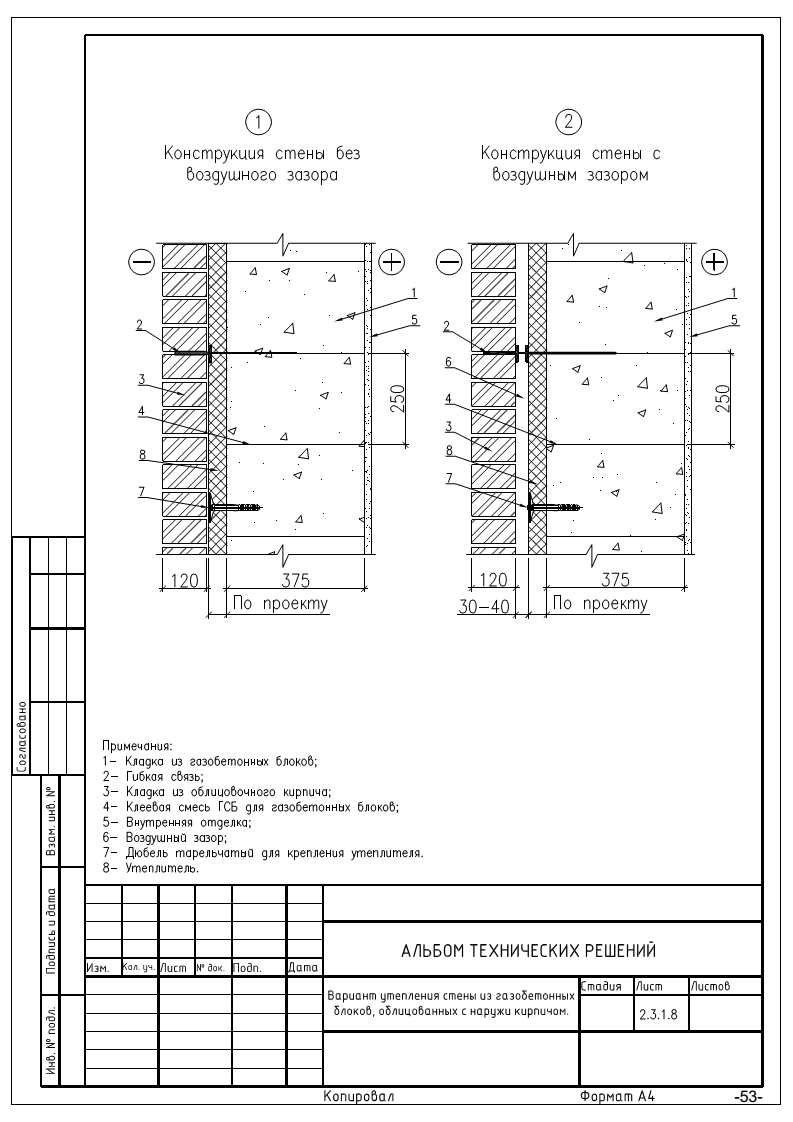 1
Конструкция стены без
воздушного зазора
2
Конструкция стены с
воздушным зазором
1
5
2
3
4
8
7
250
120
375
По проекту
1
5
2
6
4
3
8
7
250
120
375
30-40
По проекту
Примечания:
1- Кладка из газобетонных блоков;
2- Гибкая связь;
3- Кладка из облицовочного кирпича;
4- Клеевая смесь ГСБ для газобетонных блоков;
5- Внутренняя отделка;
6- Воздушный зазор;
7- Дюбель тарельчатый для крепления утеплителя.
8- Утеплитель.
Согласовано
Взам. инв. №
Подпись и дата
Инв. № подл.
Изм. Кол. уч. Лист № док. Подп. Дата
АЛЬБОМ ТЕХНИЧЕСКИХ РЕШЕНИЙ
Вариант утепления стены из газобетонных
блоков, облицованных с наружи кирпичом.
Стадия Лист Листов
2.3.1.8
Копировал Формат А4 -53-